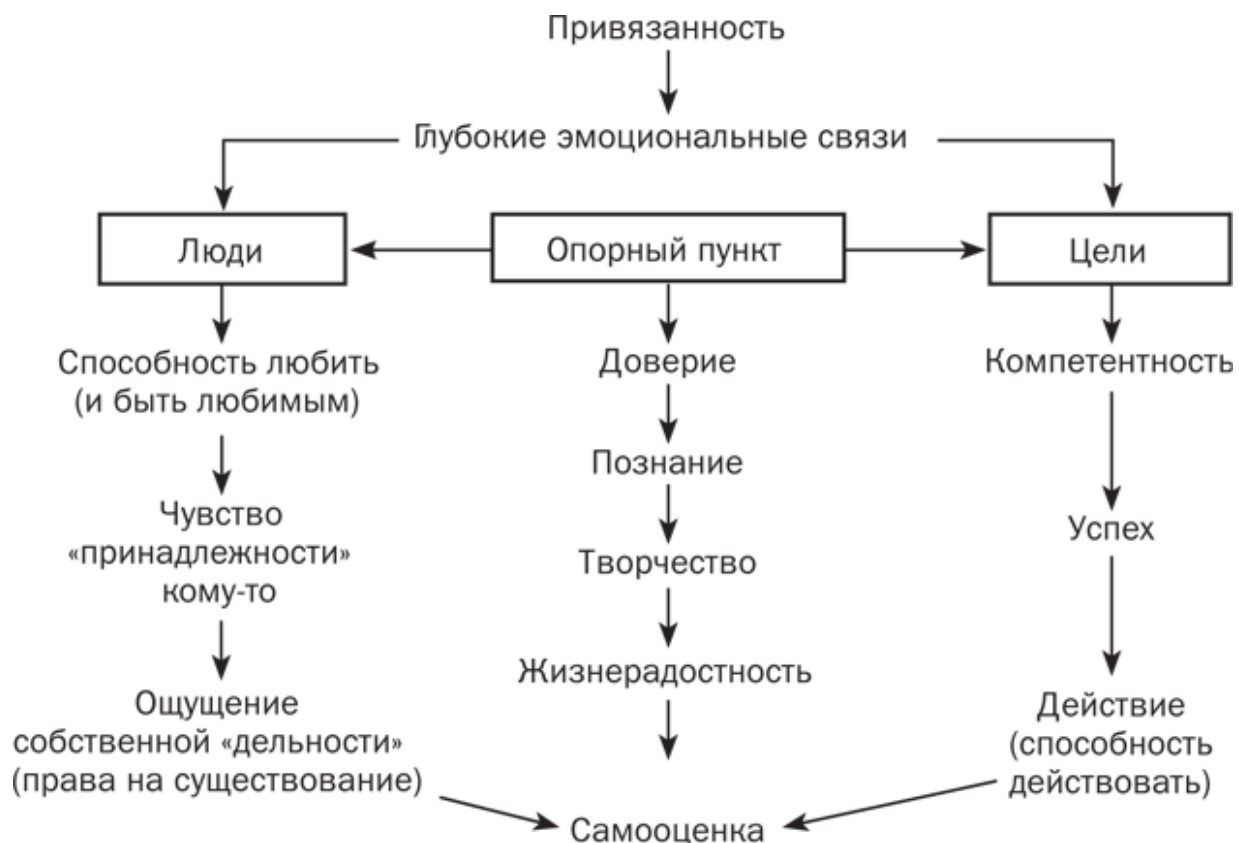 Привязанность
Глубокие эмоциональные связи
Люди
Опорный пункт
Цели
Способность любить
(и быть любимым)
Доверие
Компетентность
Познание
Чувство
«принадлежности»
кому-то
Успех
Творчество
Жизнерадостность
Ощущение
собственной «дельности»
(права на существование)
Действие
(способность
действовать)
Самооценка